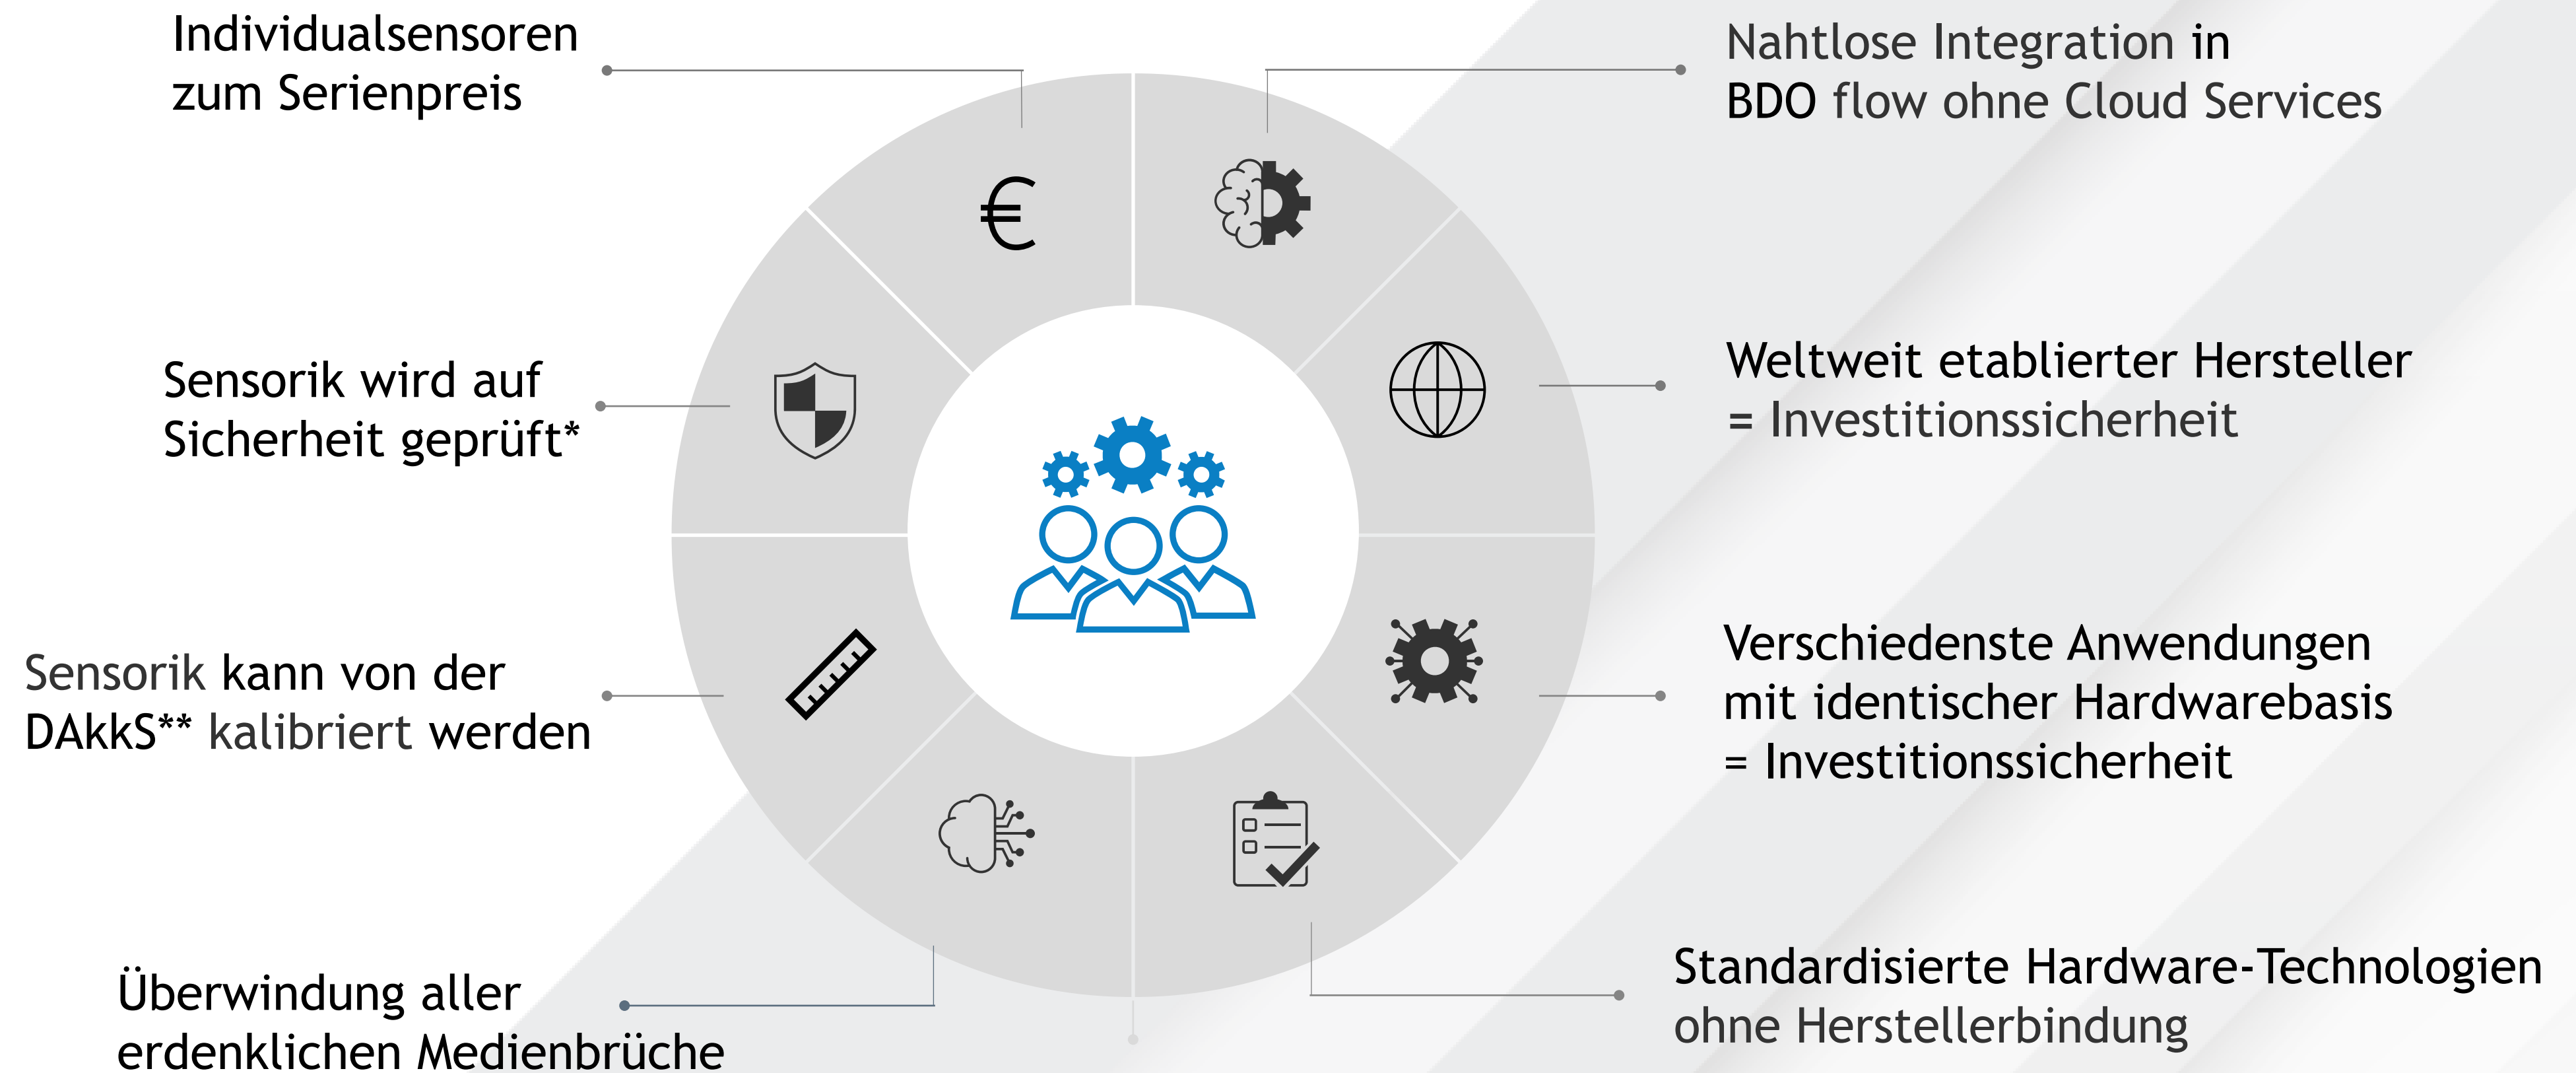 Individualsensoren
zum Serienpreis
Nahtlose Integration in
BDO flow ohne Cloud Services
€
Sensorik wird auf
Sicherheit geprüft*
Weltweit etablierter Hersteller
= Investitionssicherheit
Sensorik kann von der
DAkkS** kalibriert werden
Verschiedenste Anwendungen
mit identischer Hardwarebasis
= Investitionssicherheit
Überwindung aller
erdenklichen Medienbrüche
Standardisierte Hardware-Technologien
ohne Herstellerbindung